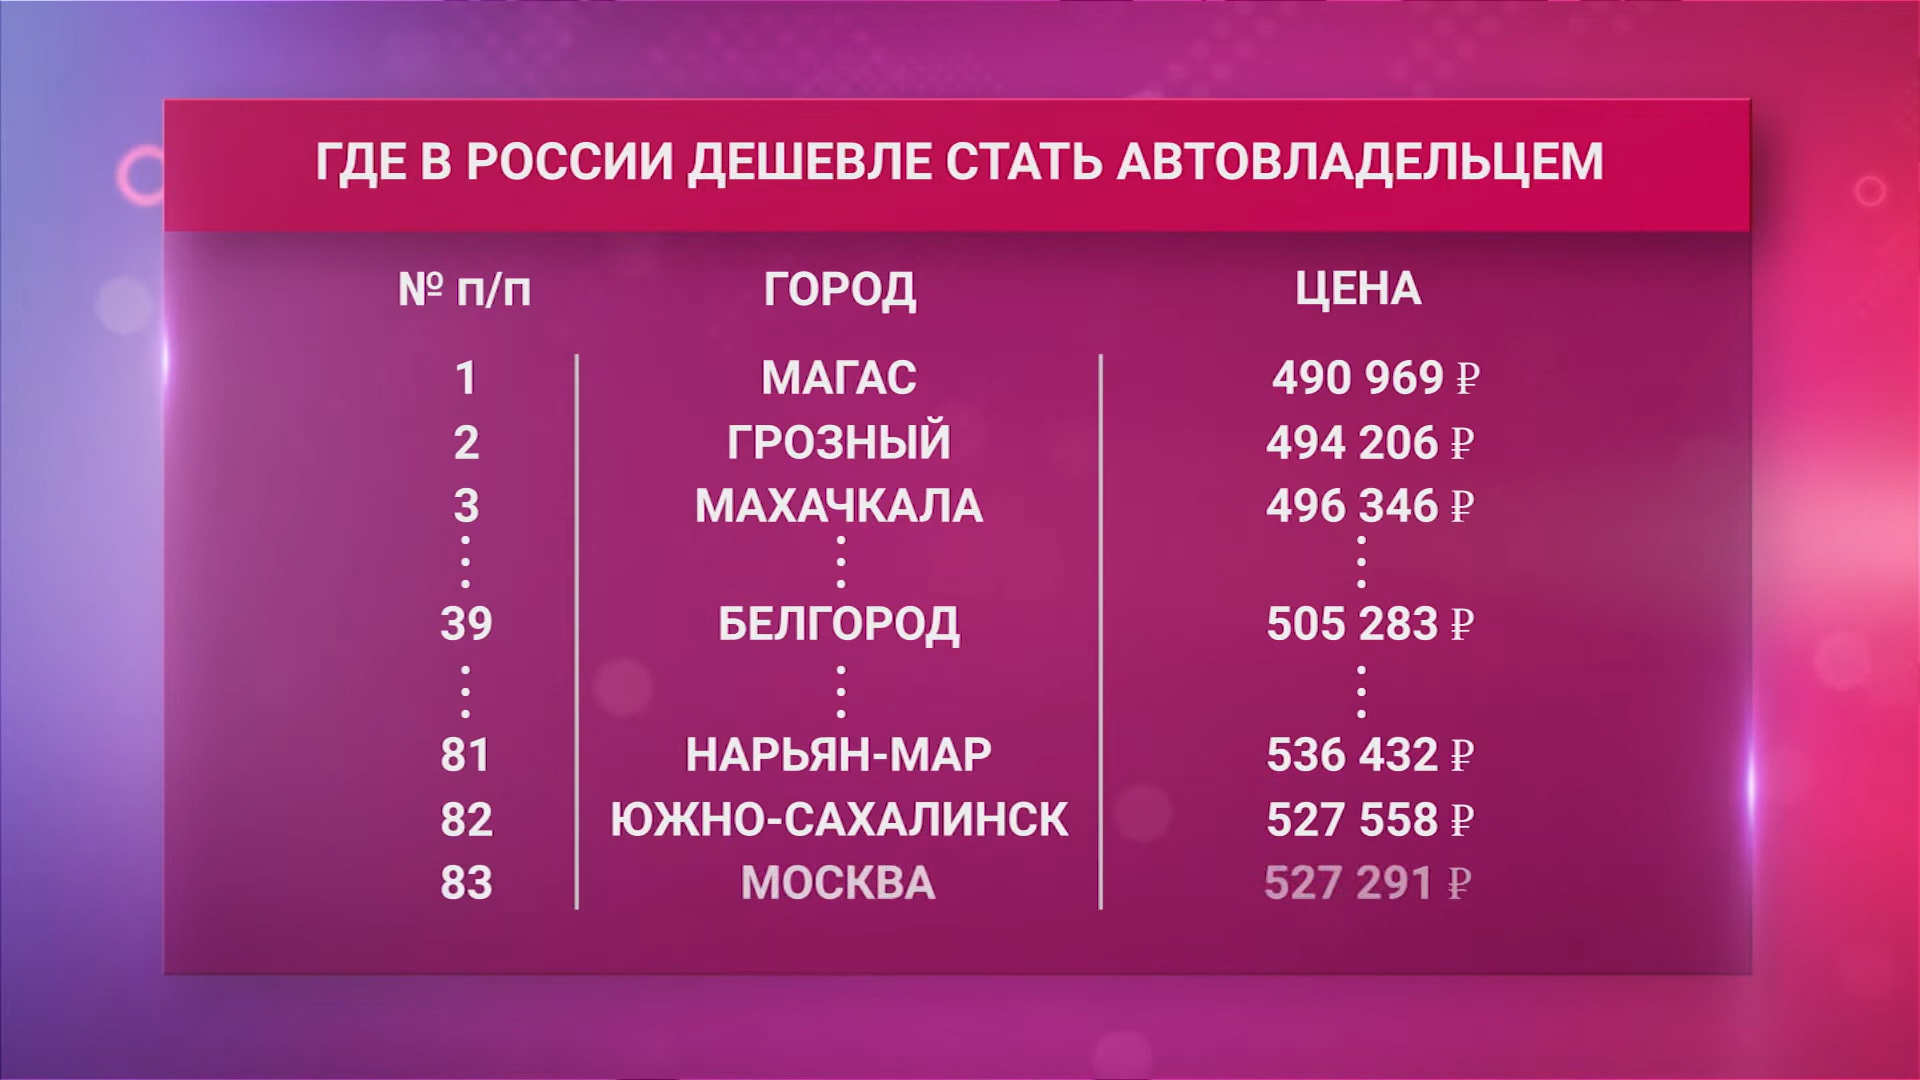 ГДЕ В РОССИИ ДЕШЕВЛЕ СТАТЬ АВТОВЛАДЕЛЬЦЕМ
№ п/п ГОРОД ЦЕНА
1 МАГАС 490 969 ₽
2 ГРОЗНЫЙ 494 206 ₽
3 МАХАЧКАЛА 496 346 ₽
39 БЕЛГОРОД 505 283 ₽
81 НАРЬЯН-МАР 536 432 ₽
82 ЮЖНО-САХАЛИНСК 527 558 ₽
83 МОСКВА 527 291 ₽